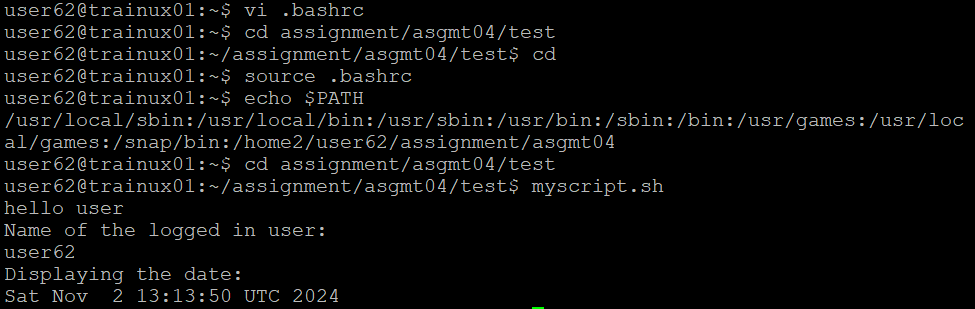 user62@trainux01:~$ vi .bashrc
user62@trainux01:~$ cd assignment/asgmt04/test
user62@trainux01:~/assignment/asgmt04/test$ cd
user62@trainux01:~$ source .bashrc
user62@trainux01:~$ echo $PATH
/usr/local/sbin:/usr/local/bin:/usr/sbin:/usr/bin:/sbin:/bin:/usr/games:/usr/loc
al/games:/snap/bin:/home2/user62/assignment/asgmt04
user62@trainux01:~$ cd assignment/asgmt04/test
user62@trainux01:~/assignment/asgmt04/test$ myscript.sh
hello user
Name of the logged in user:
user62
Displaying the date:
Sat Nov  2 13:13:50 UTC 2024